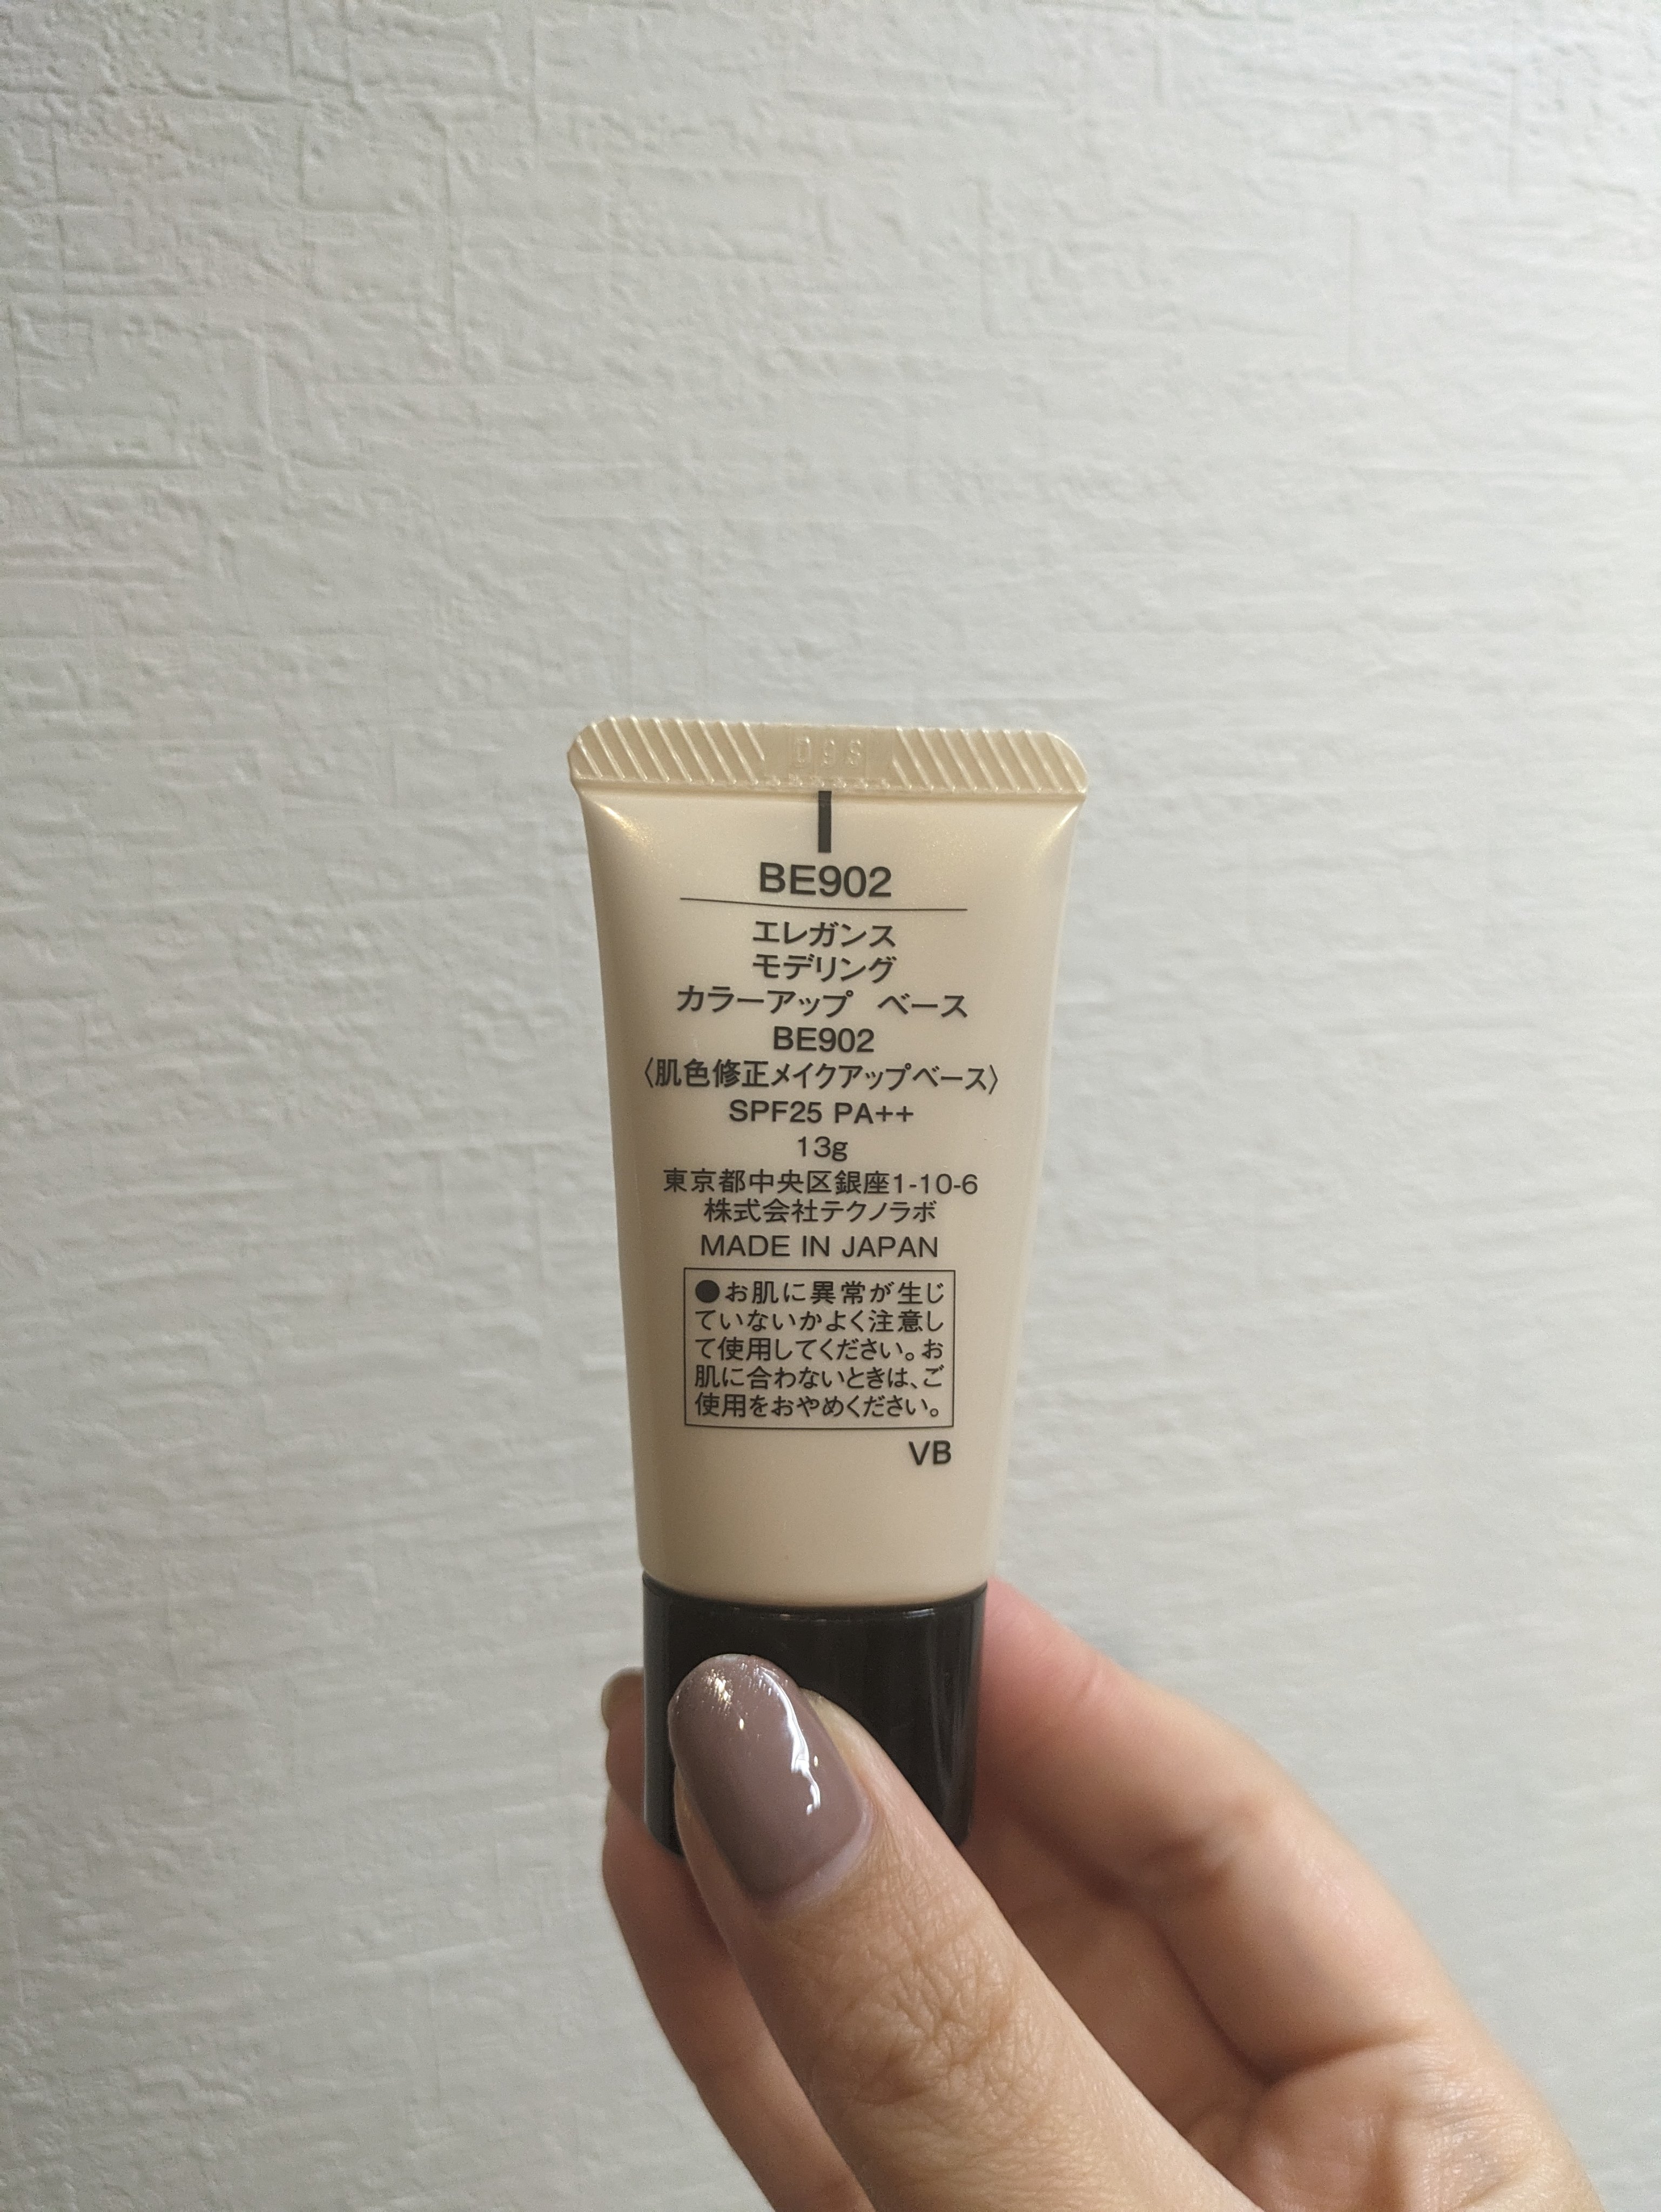 BE902
エレガンス
モデリング
カラーアップ ベース
BE902
〈肌色修正メイクアップベース〉
SPF25 PA++
13g
東京都中央区銀座1-10-6
株式会社テクノラボ
MADE IN JAPAN
●お肌に異常が生じ
ていないかよく注意し
て使用してください。お
肌に合わないときは、ご
使用をおやめください。
VB